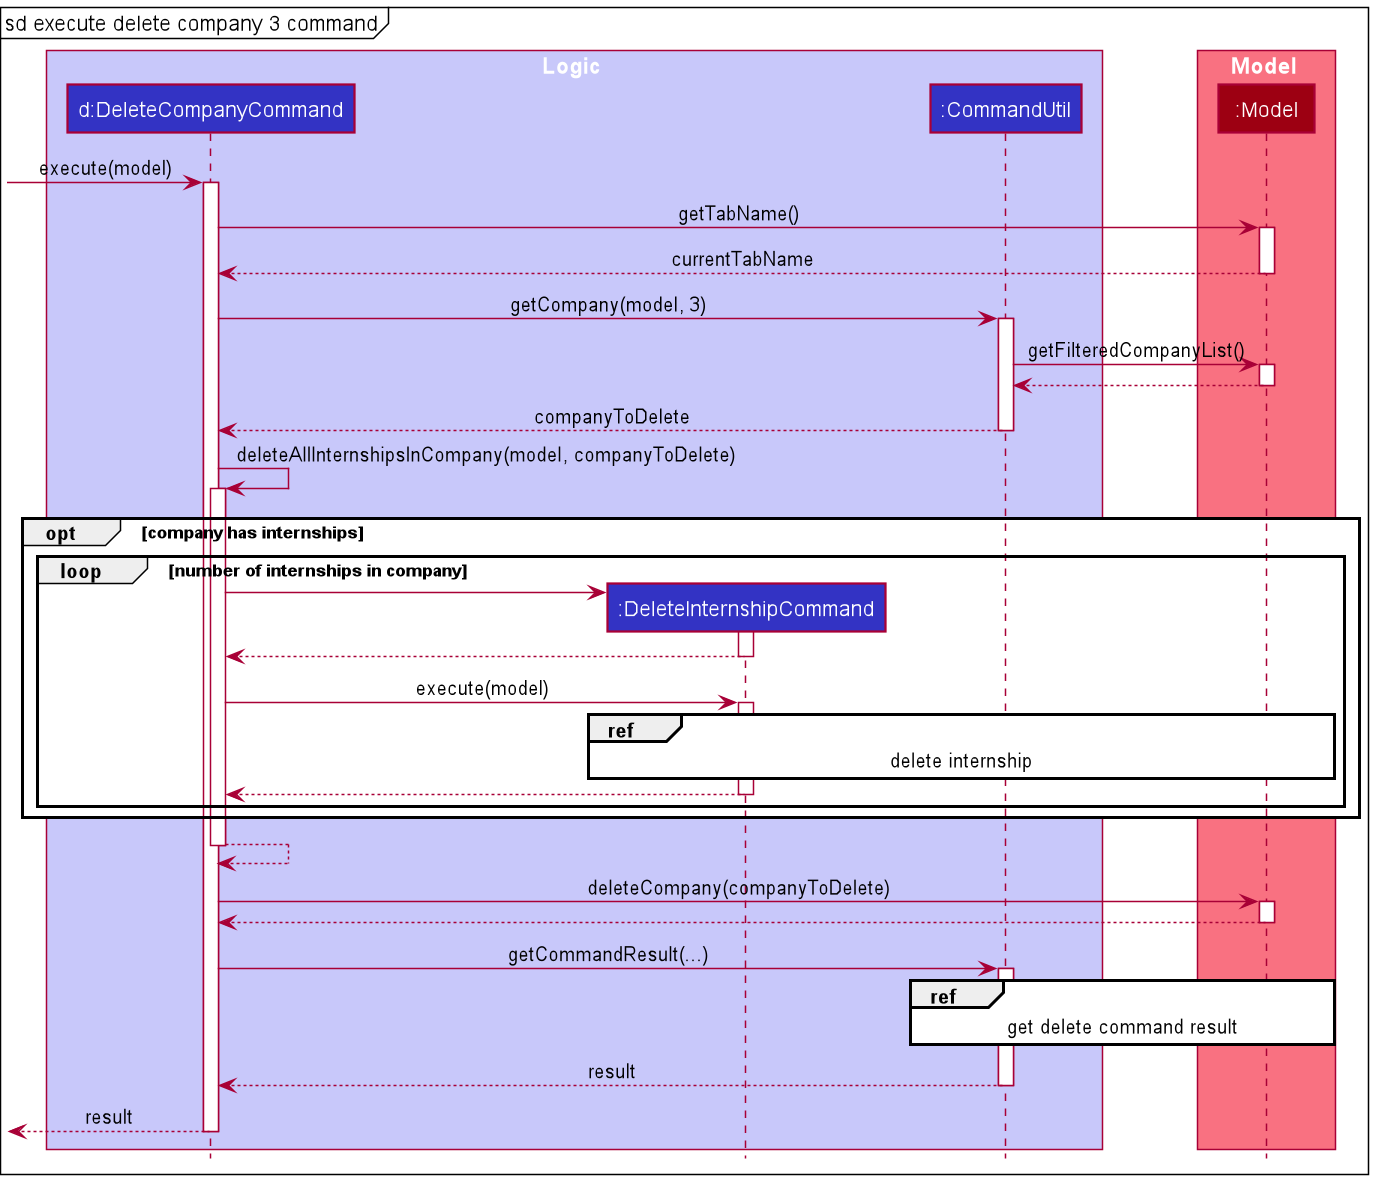 sd execute delete company 3 command
Logic
Model
d:DeleteCompanyCommand
:CommandUtil
:Model
execute(model)
getTabName()
currentTabName
getCompany(model, 3)
getFilteredCompanyList()
companyToDelete
deleteAllInternshipsInCompany(model, companyToDelete)
opt [company has internships]
loop [number of internships in company]
:DeleteInternshipCommand
execute(model)
ref
delete internship
deleteCompany(companyToDelete)
getCommandResult(...)
ref
get delete command result
result
result